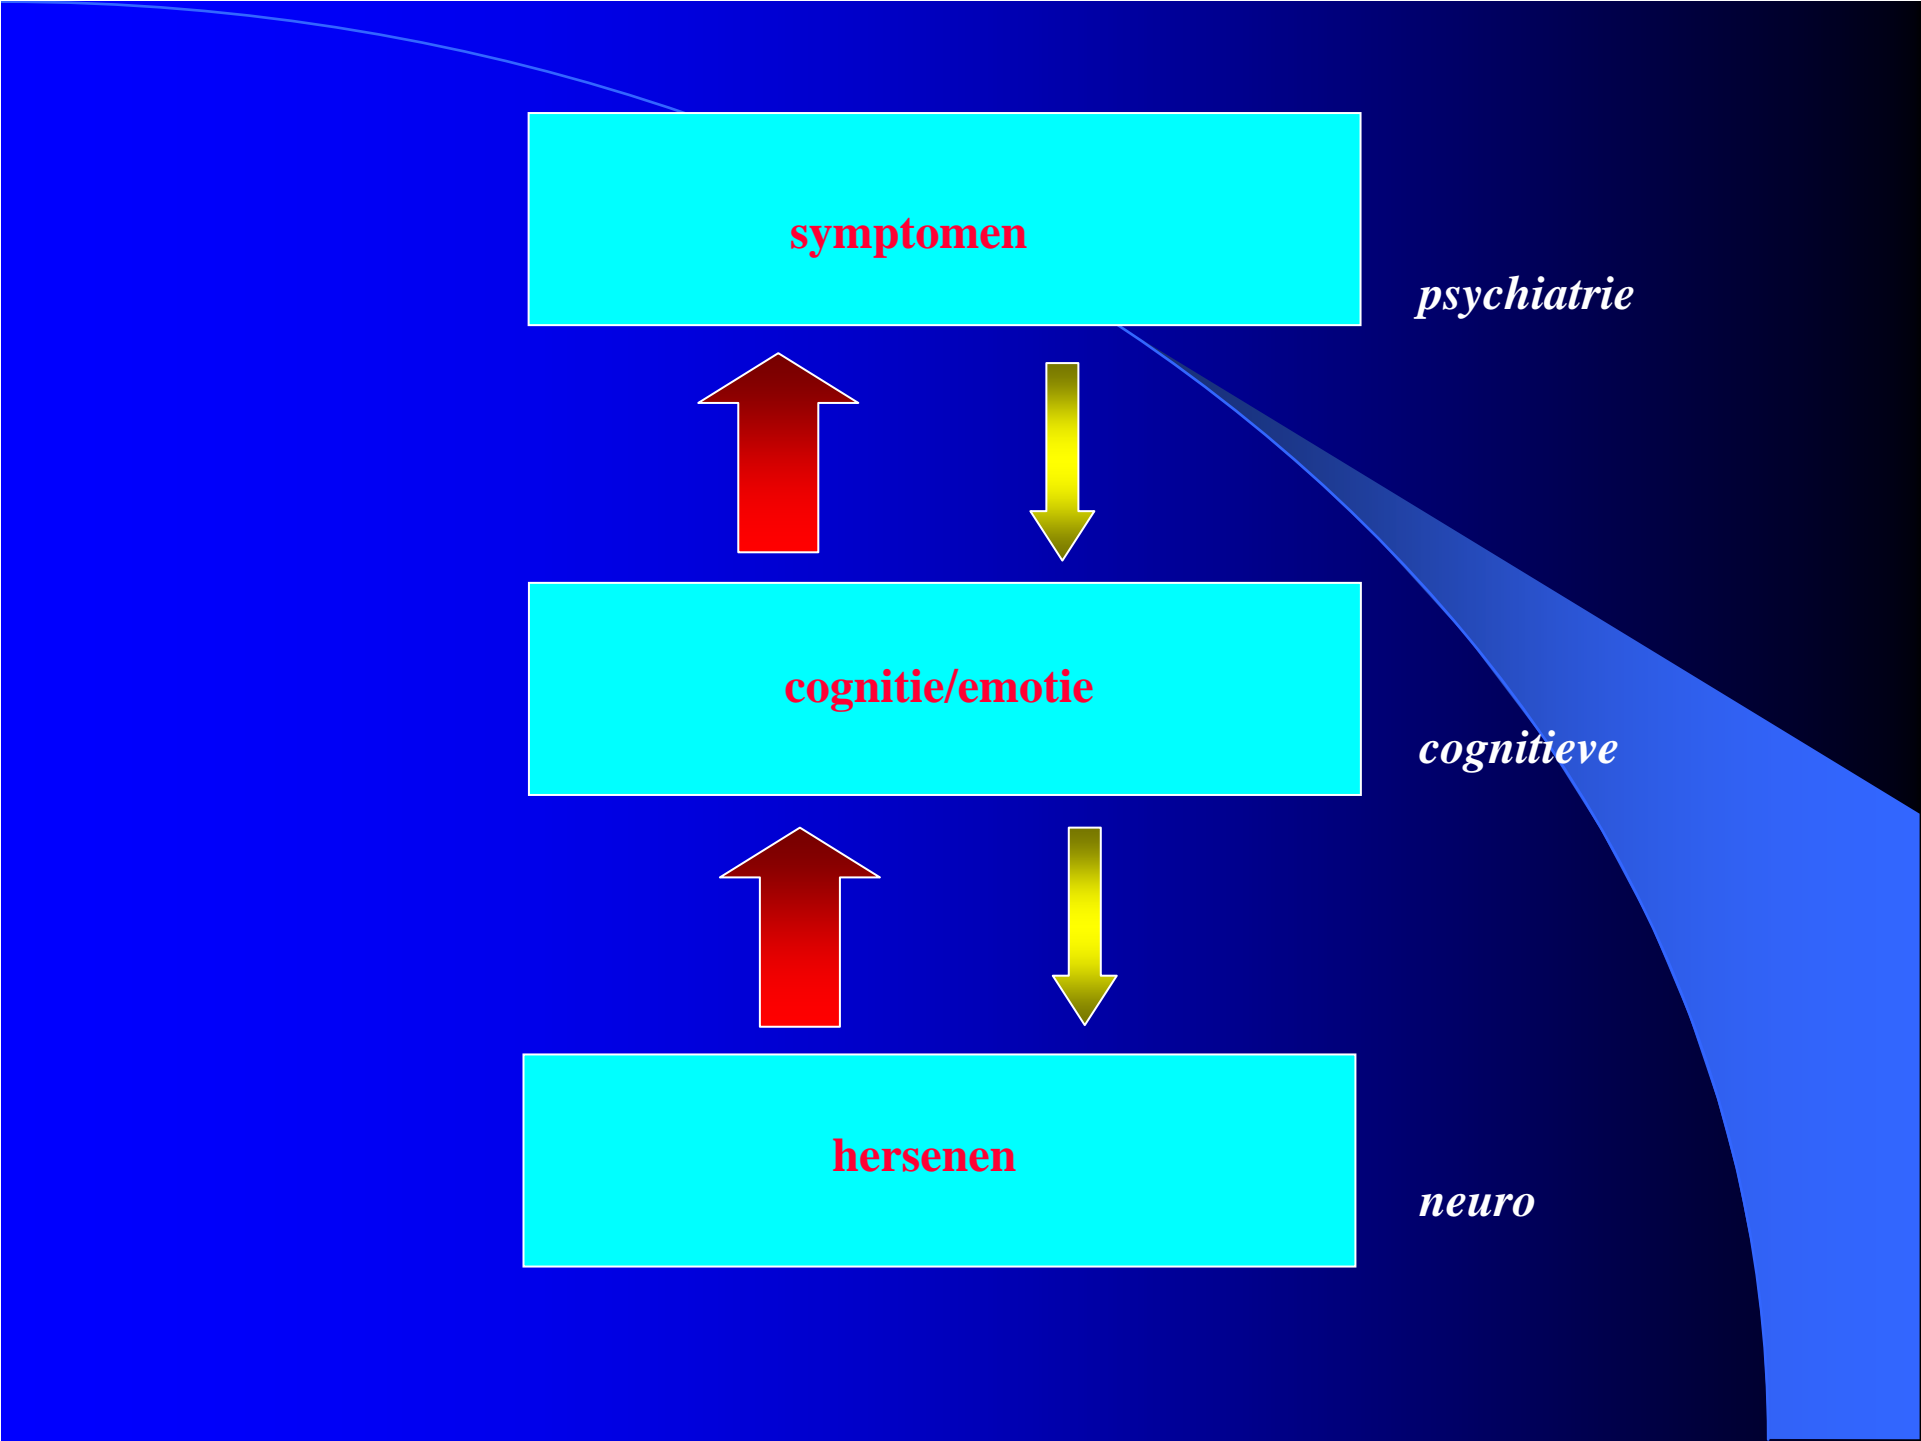 symptomen
psychiatrie
cognitie/emotie
cognitieve
hersenen
neuro